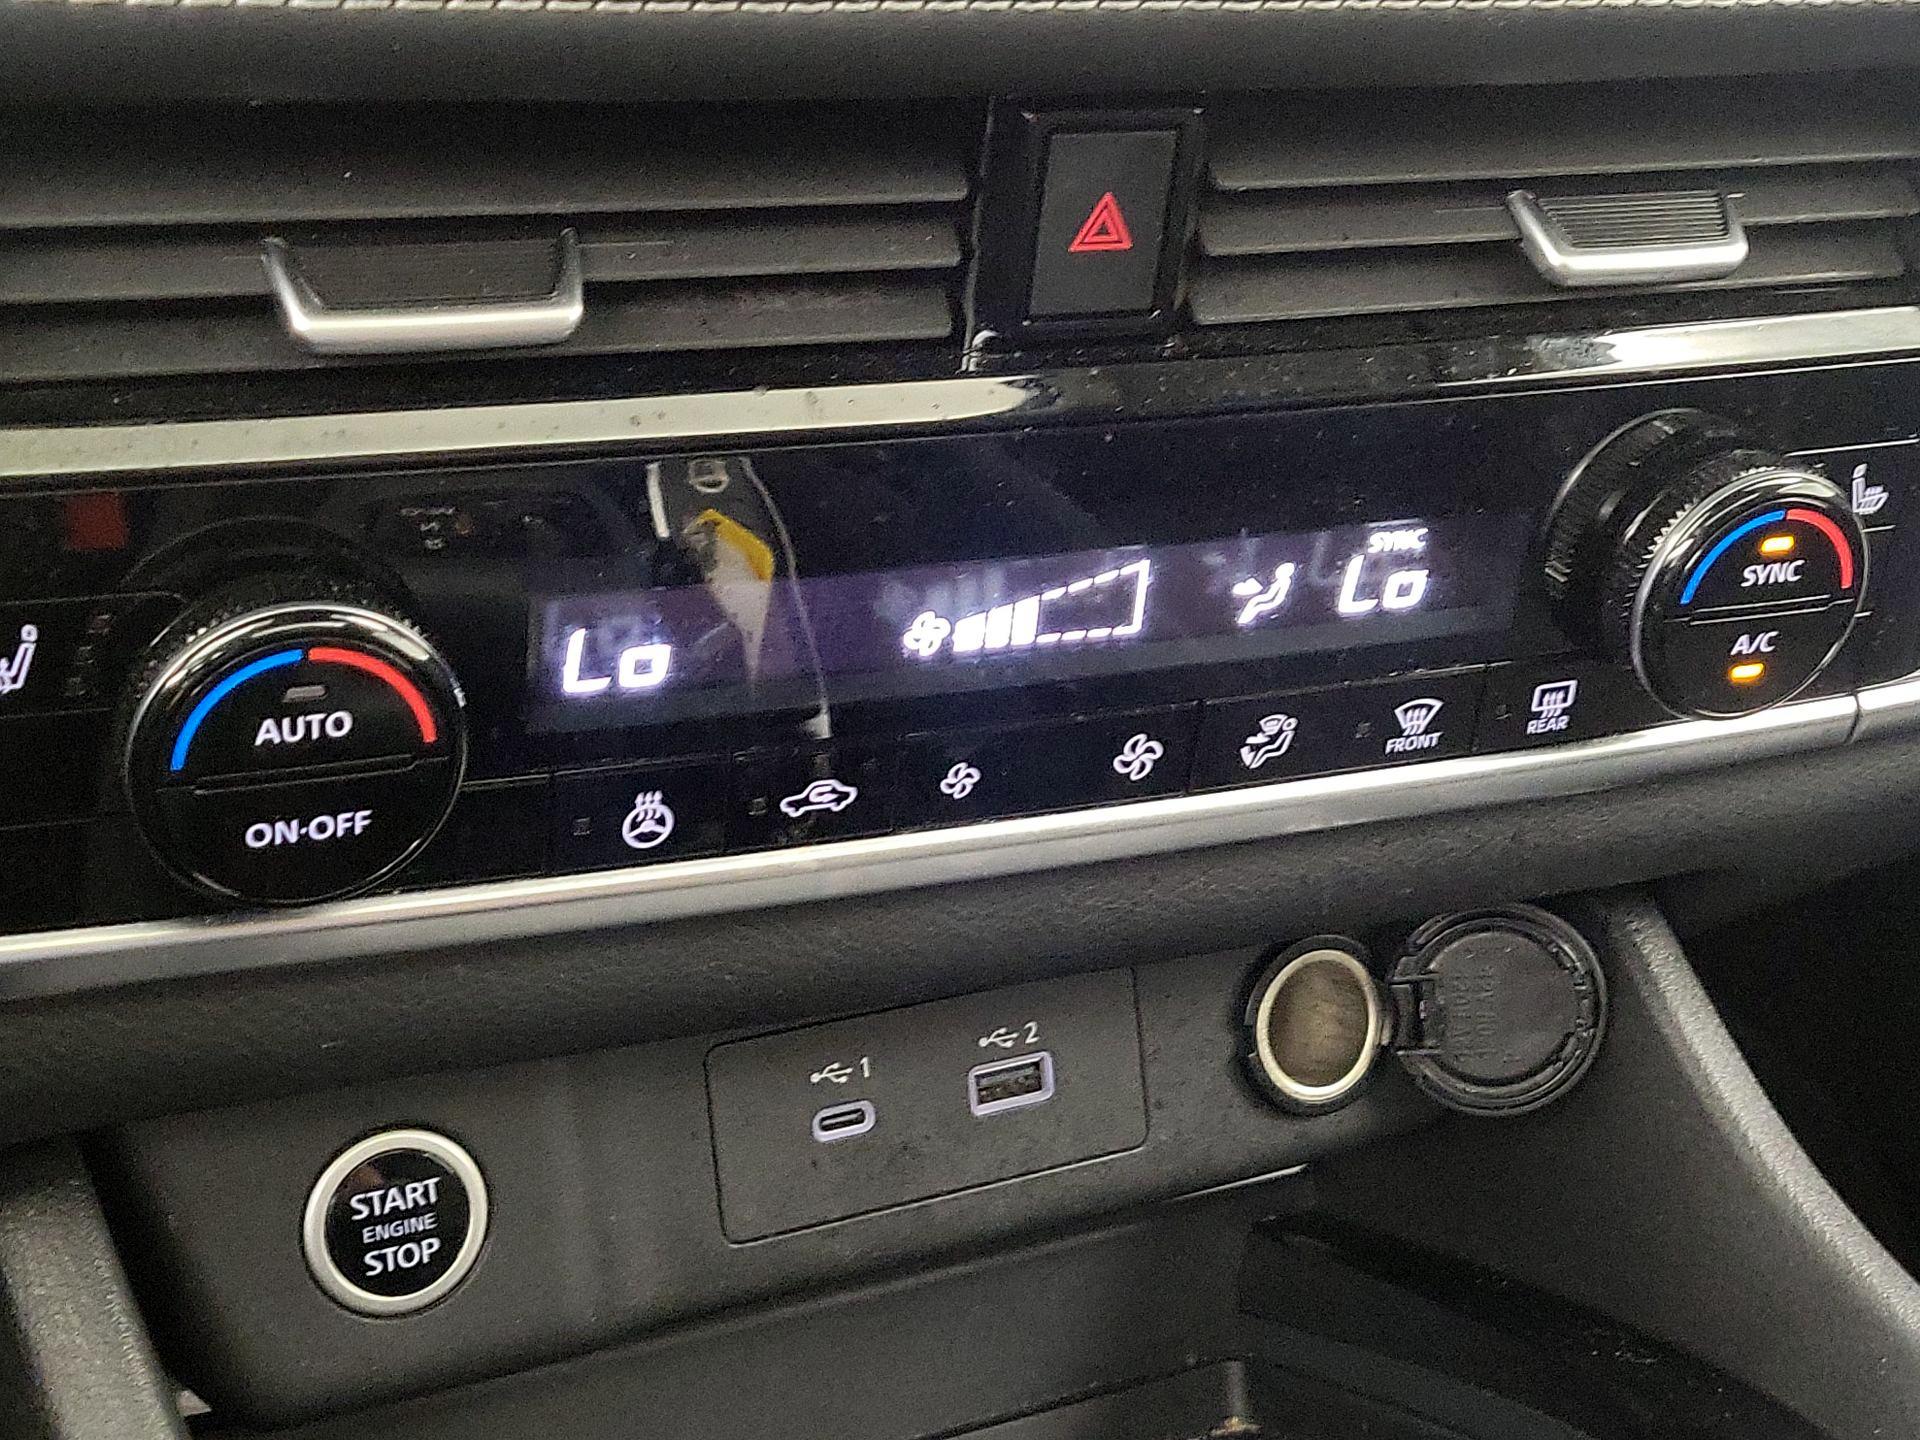 SYNC
Lo
Lo
SYNC
A/C
AUTO
ON·OFF
FRONT
REAR
1
2
START
ENGINE
STOP